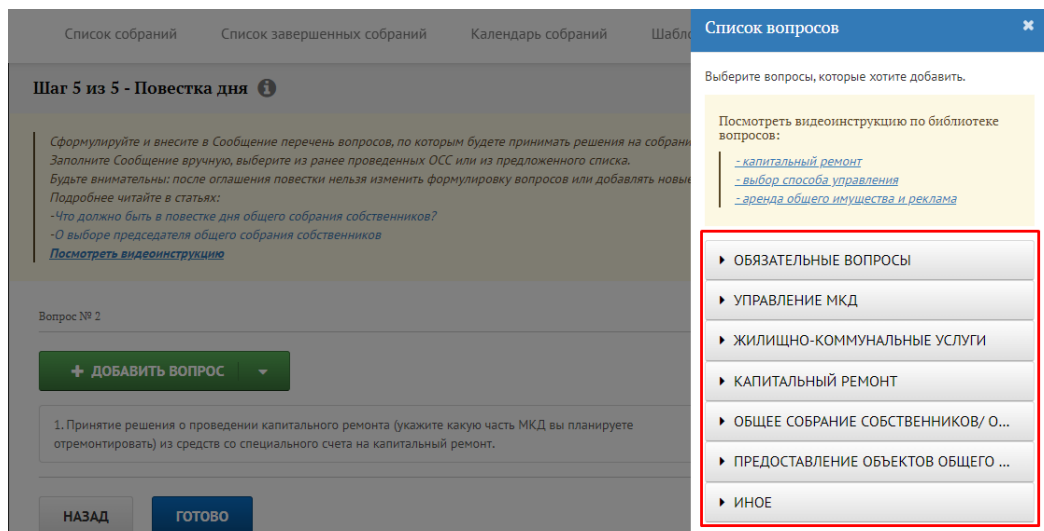 Список собраний
Список завершенных собраний
Календарь собраний
Шабло
Шаг 5 из 5 - Повестка дня
Сформулируйте и внесите в Сообщение перечень вопросов, по которым будете принимать решения на собрани
Заполните Сообщение вручную, выберите из ранее проведенных ОСС или из предложенного списка.
Будьте внимательны: после оглашения повестки нельзя изменить формулировку вопросов или добавлять новые
Подробнее читайте в статьях:
-Что должно быть в повестке дня общего собрания собственников?
-О выборе председателя общего собрания собственников
Посмотреть видеоинструкцию
Вопрос № 2
+ ДОБАВИТЬ ВОПРОС
1. Принятие решения о проведении капитального ремонта (укажите какую часть МКД вы планируете
отремонтировать) из средств со специального счета на капитальный ремонт.
НАЗАД
ГОТОВО
Список вопросов
Выберите вопросы, которые хотите добавить.
Посмотреть видеоинструкцию по библиотеке
вопросов:
- капитальный ремонт
- выбор способа управления
- аренда общего имущества и реклама
ОБЯЗАТЕЛЬНЫЕ ВОПРОСЫ
УПРАВЛЕНИЕ МКД
ЖИЛИЩНО-КОММУНАЛЬНЫЕ УСЛУГИ
КАПИТАЛЬНЫЙ РЕМОНТ
ОБЩЕЕ СОБРАНИЕ СОБСТВЕННИКОВ/ О...
ПРЕДОСТАВЛЕНИЕ ОБЪЕКТОВ ОБЩЕГО ...
ИНОЕ